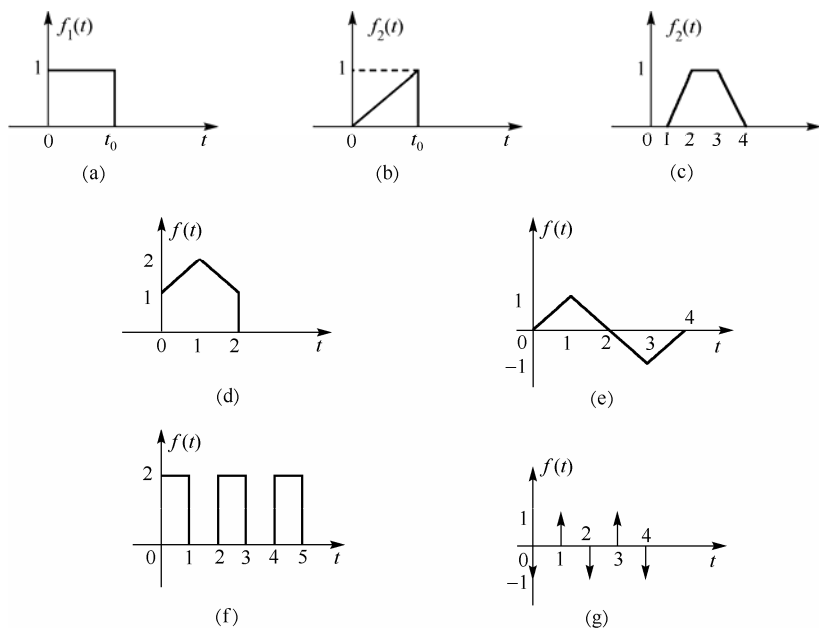 f₁(t)
1
0 t₀ t
(a)
f₂(t)
1
0 t₀ t
(b)
f₂(t)
1
0 1 2 3 4
(c)
f(t)
2
1
0 1 2 t
(d)
f(t)
1
4
0 1 2 3 t
−1
(e)
f(t)
2
0 1 2 3 4 5 t
(f)
f(t)
1
2 4
0 1 3 t
−1
(g)